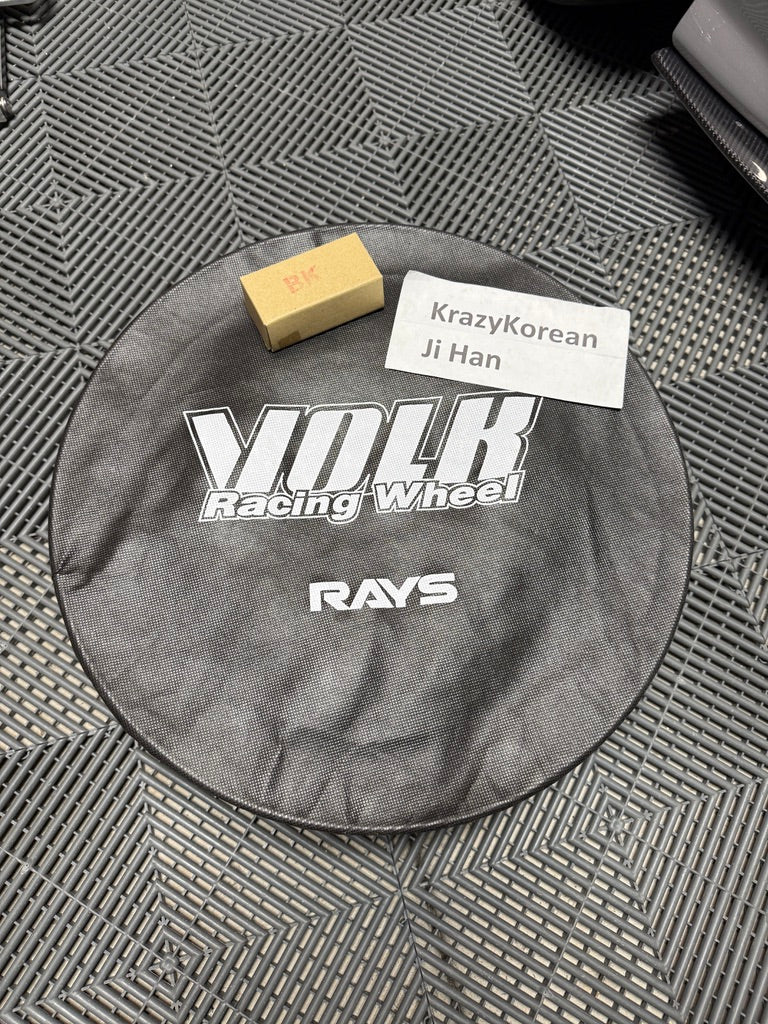 BK
KrazyKorean
Ji Han
VOLK
Racing Wheel
RAYS